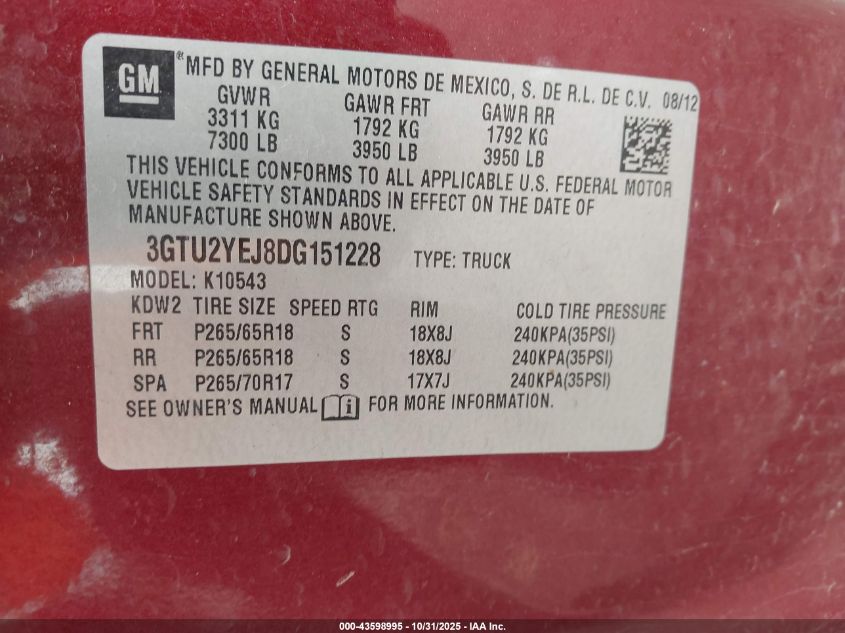 GM
® MFD BY GENERAL MOTORS DE MEXICO, S. DE R.L. DE C.V. 08/12
GVWR GAWR FRT GAWR RR
3311 KG 1792 KG 1792 KG
7300 LB 3950 LB 3950 LB
THIS VEHICLE CONFORMS TO ALL APPLICABLE U.S. FEDERAL MOTOR
VEHICLE SAFETY STANDARDS IN EFFECT ON THE DATE OF
MANUFACTURE SHOWN ABOVE.
3GTU2YEJ8DG151228 TYPE: TRUCK
MODEL: K10543
KDW2 TIRE SIZE SPEED RTG RIM COLD TIRE PRESSURE
FRT P265/65R18 S 18X8J 240KPA(35PSI)
RR P265/65R18 S 18X8J 240KPA(35PSI)
SPA P265/70R17 S 17X7J 240KPA(35PSI)
SEE OWNER'S MANUAL i FOR MORE INFORMATION.
000-43598995 - 10/31/2025 - IAA Inc.